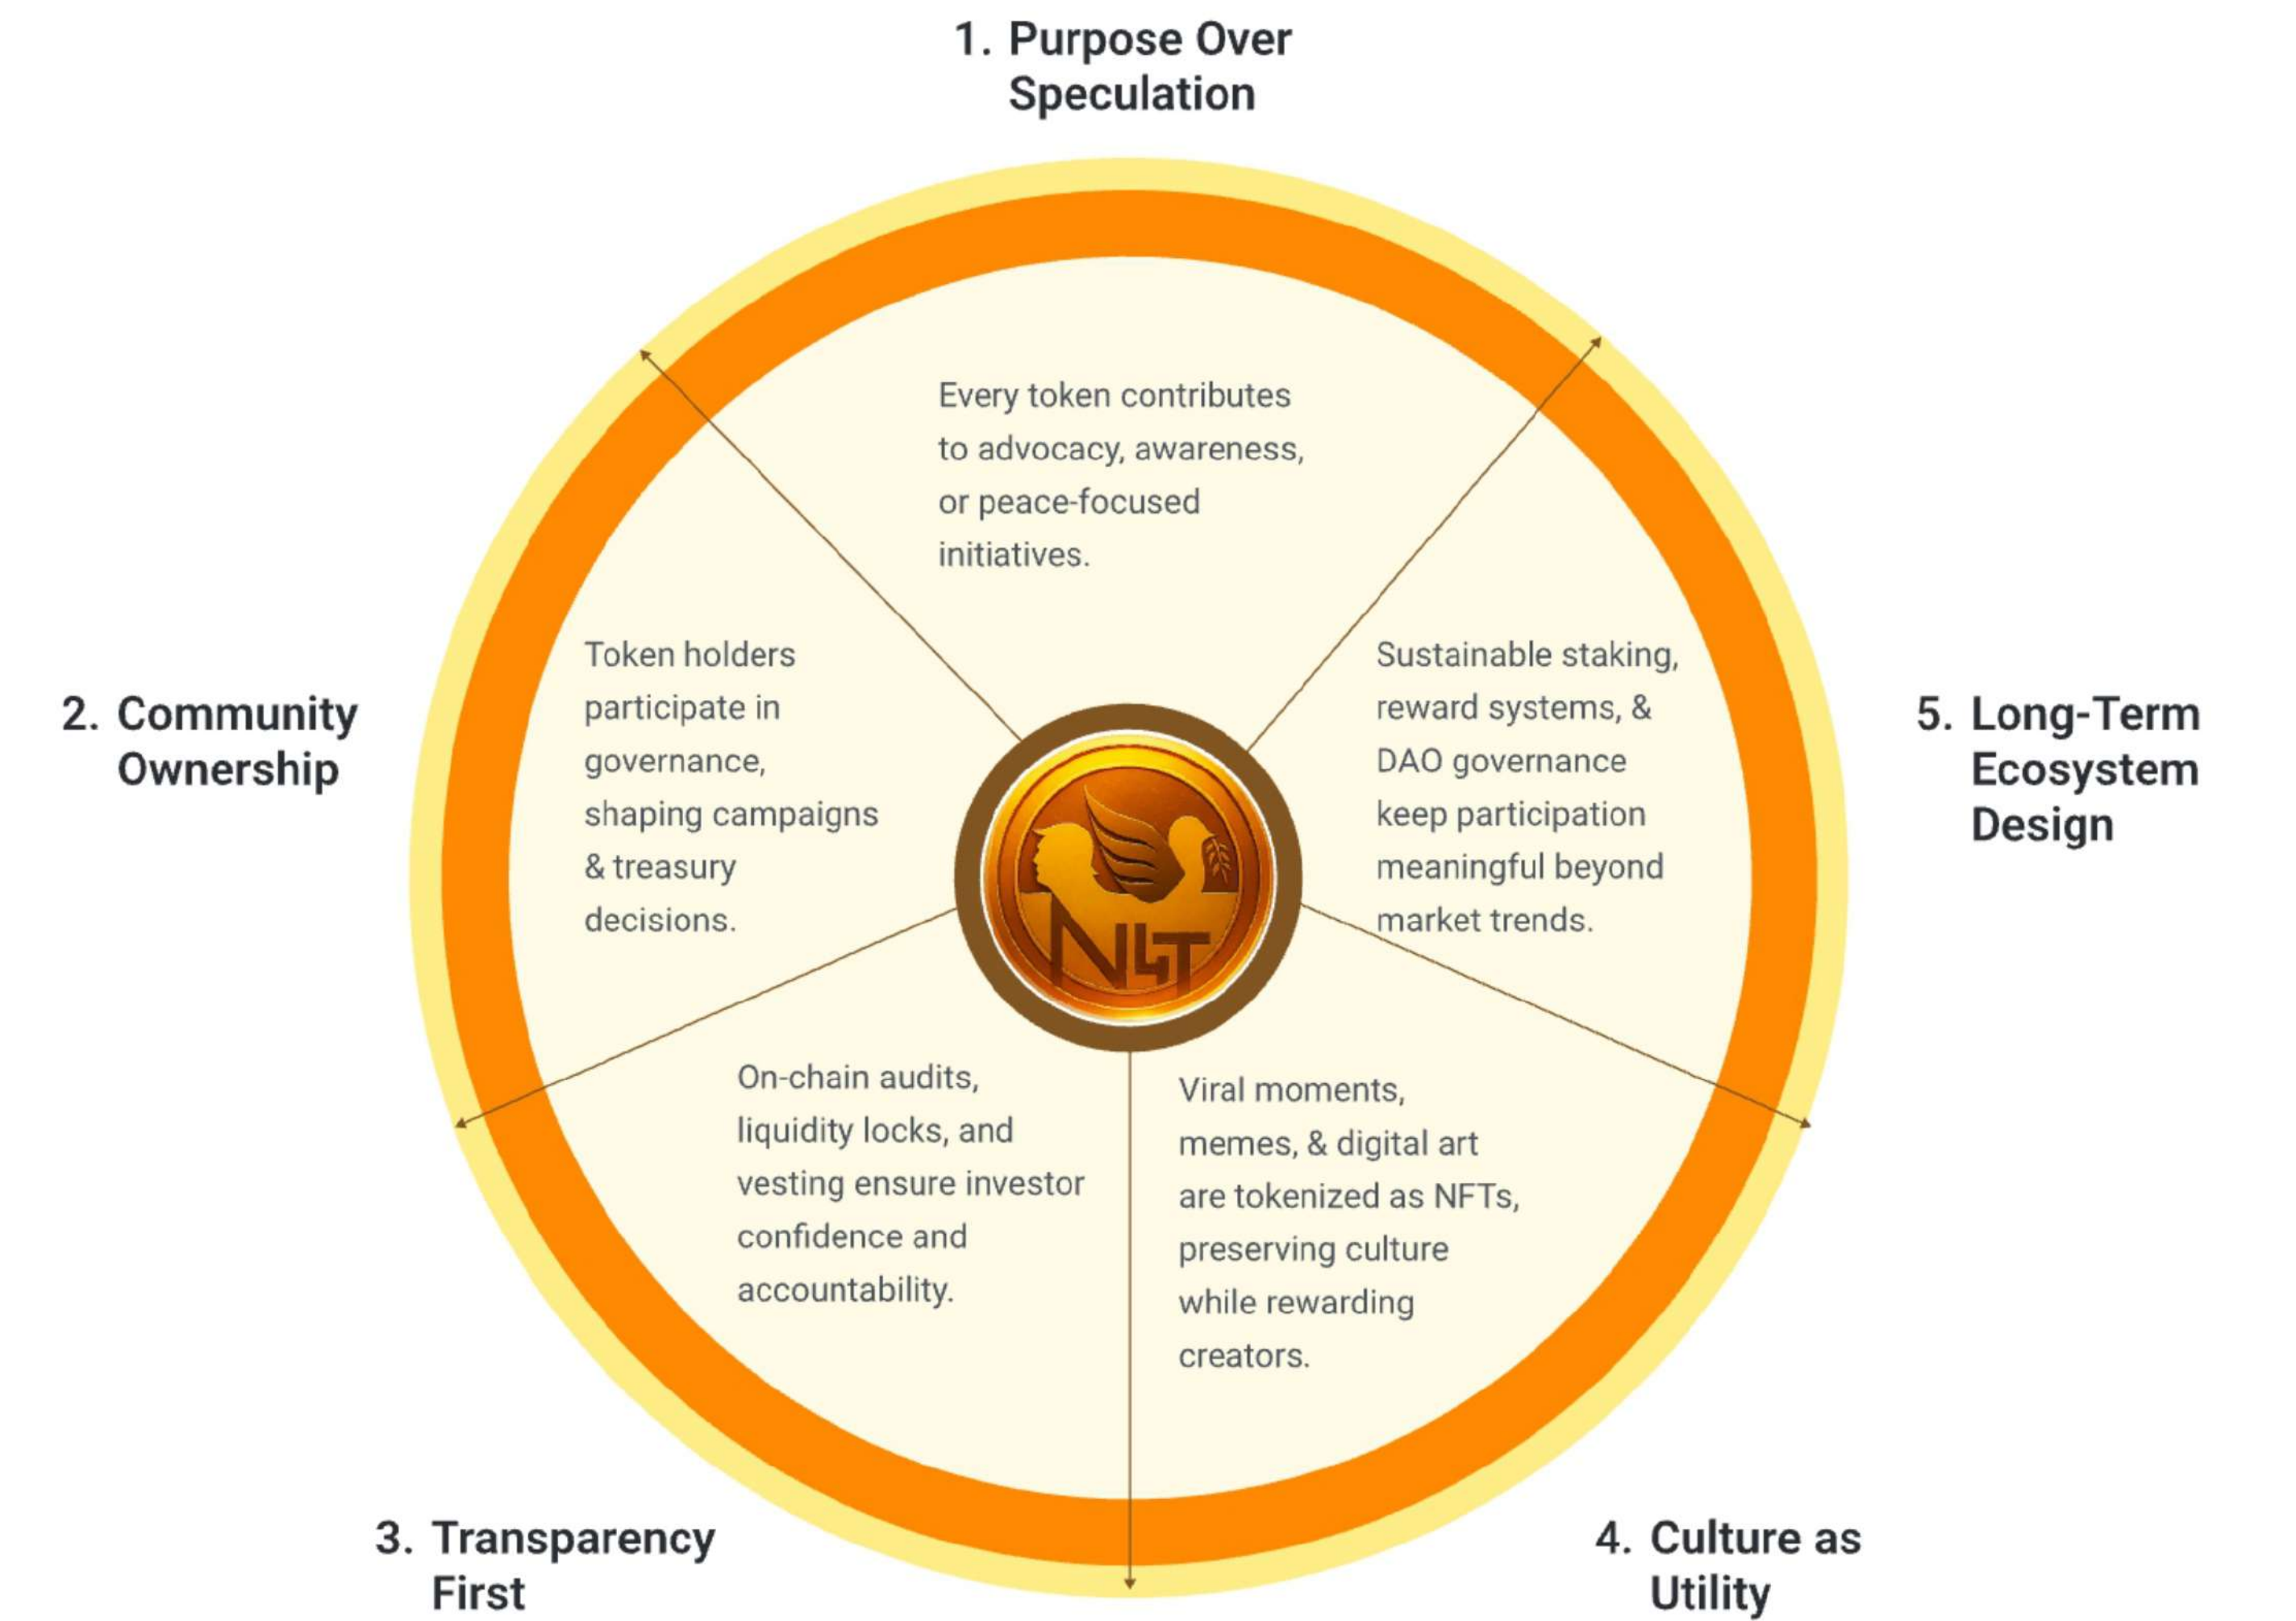 1. Purpose Over
Speculation
Every token contributes
to advocacy, awareness,
or peace-focused
initiatives.
2. Community
Ownership
Token holders
participate in
governance,
shaping campaigns
& treasury
decisions.
Sustainable staking,
reward systems, &
DAO governance
keep participation
meaningful beyond
market trends.
5. Long-Term
Ecosystem
Design
N4T
On-chain audits,
liquidity locks, and
vesting ensure investor
confidence and
accountability.
Viral moments,
memes, & digital art
are tokenized as NFTs,
preserving culture
while rewarding
creators.
3. Transparency
First
4. Culture as
Utility